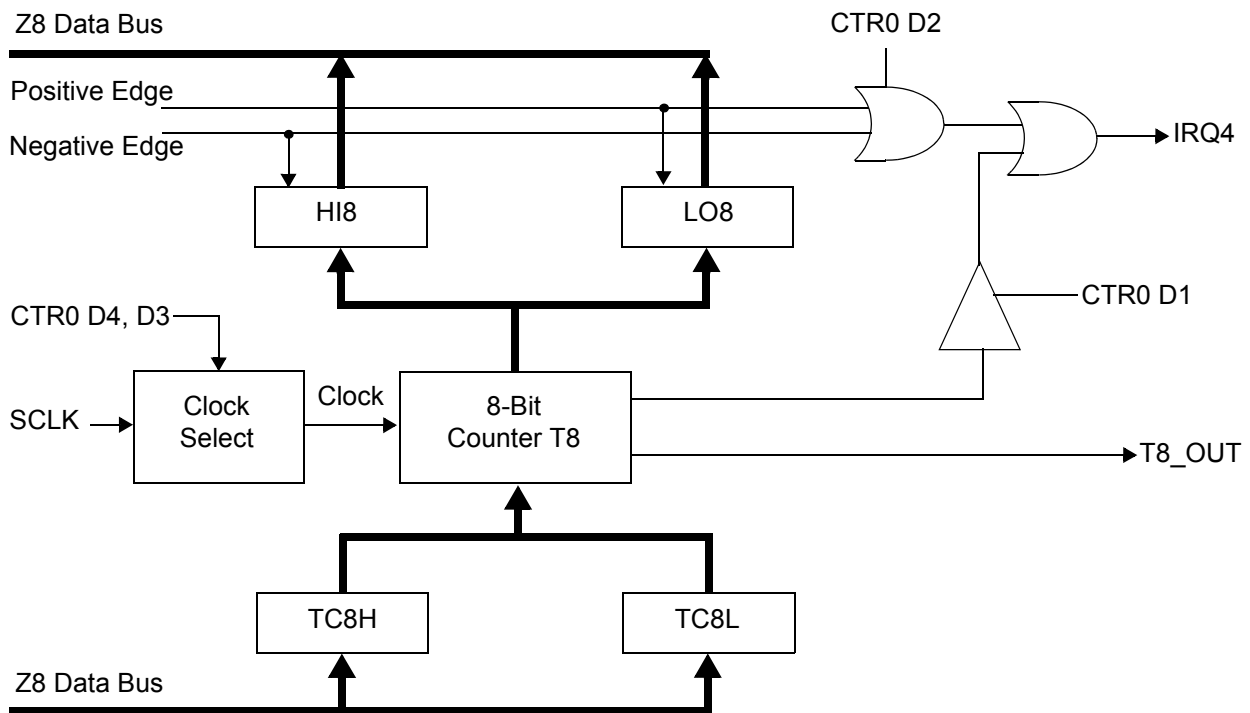 Z8 Data Bus
CTR0 D2
Positive Edge
Negative Edge
IRQ4
HI8
LO8
CTR0 D1
CTR0 D4, D3
SCLK
Clock
Select
Clock
8-Bit
Counter T8
T8_OUT
TC8H
TC8L
Z8 Data Bus